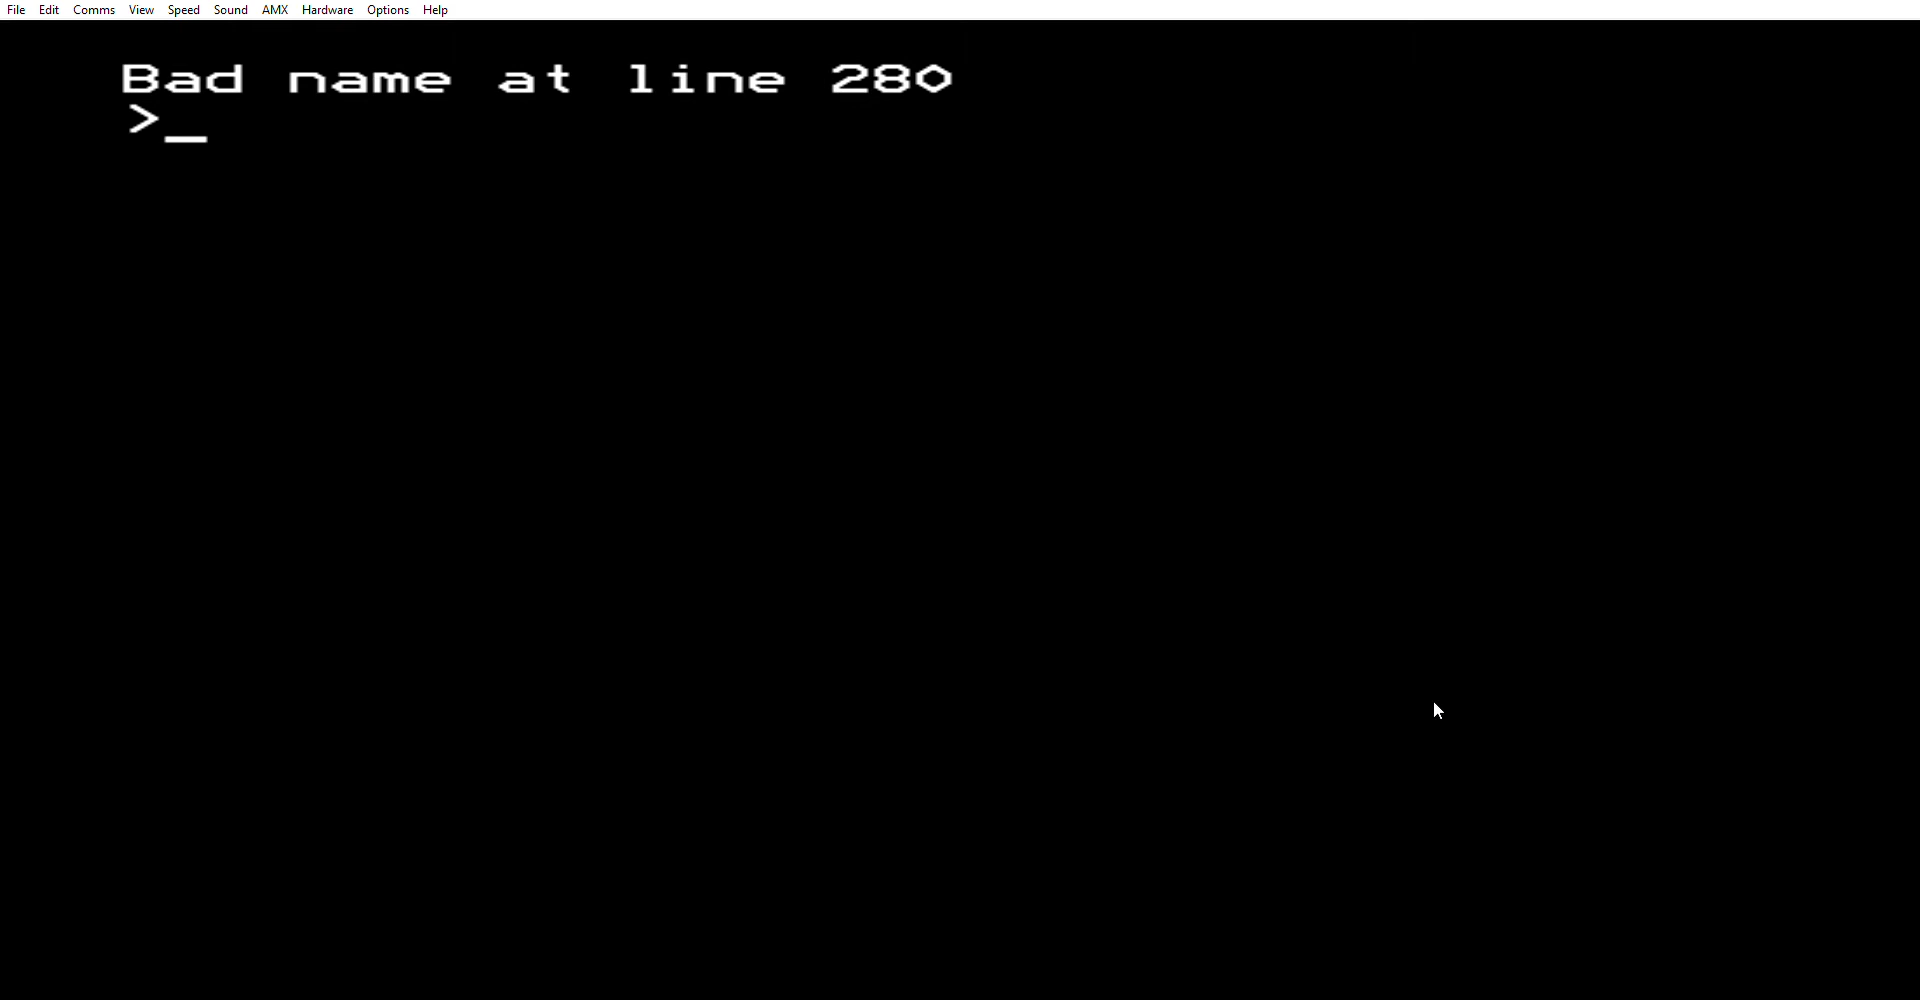 File Edit Comms View Speed Sound AMX Hardware Options Help
Bad name at line 280
>_